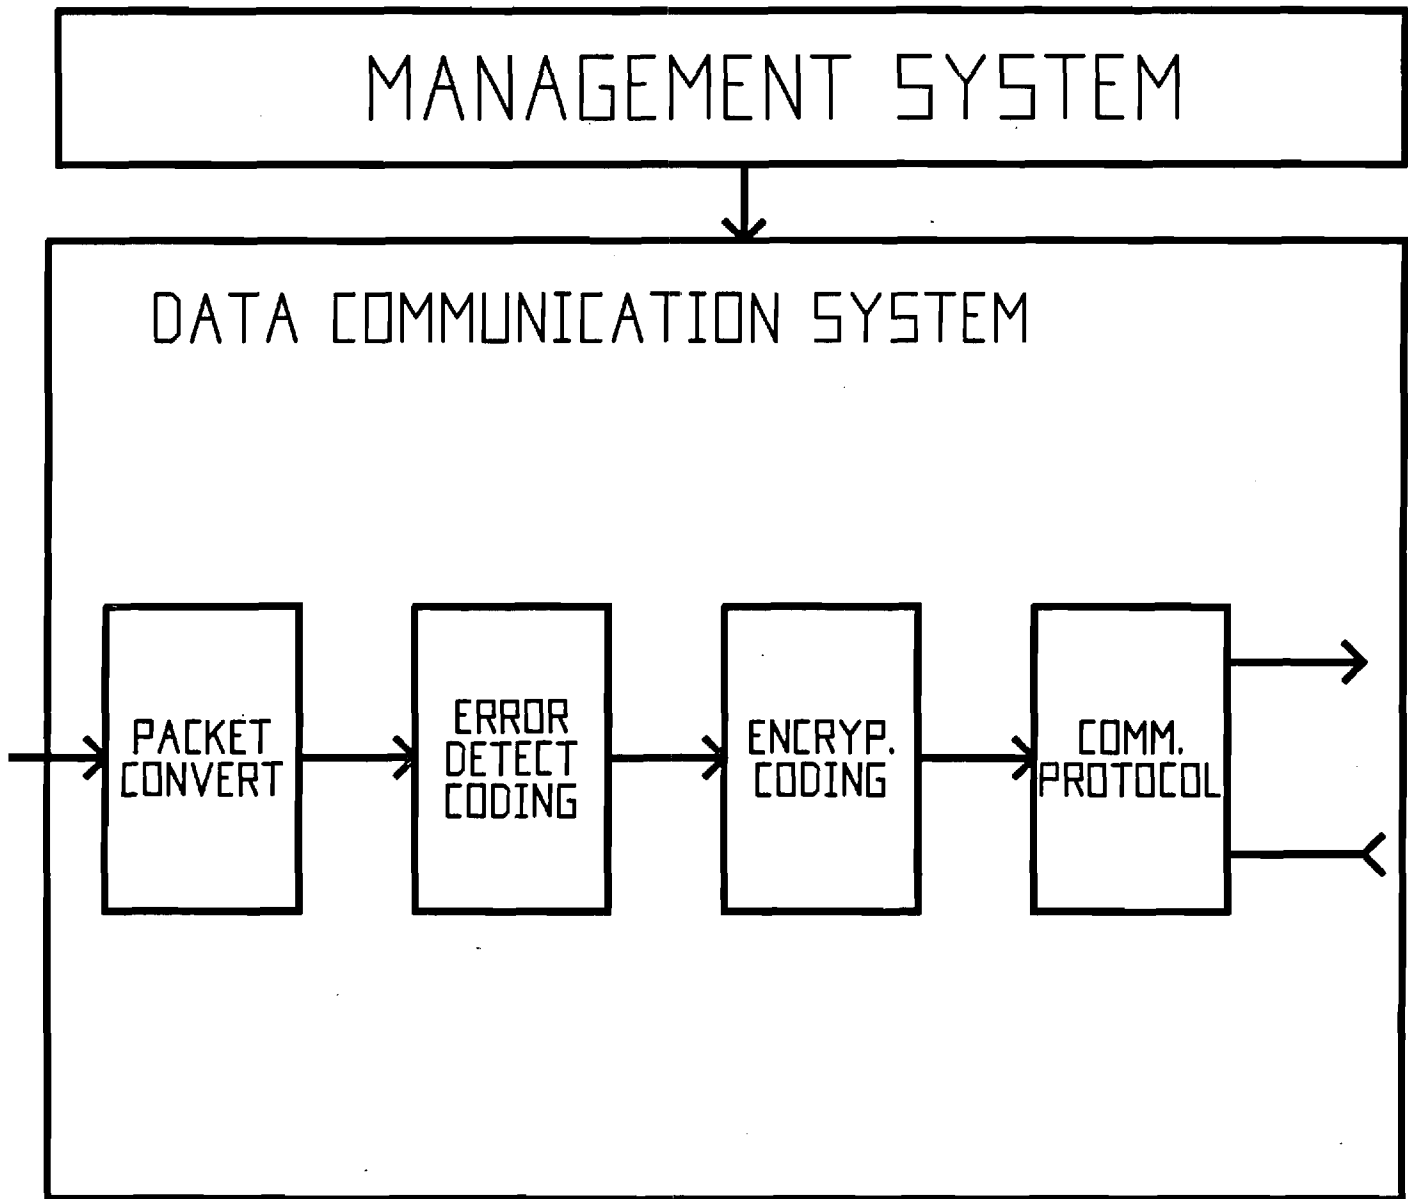 MANAGEMENT SYSTEM
DATA COMMUNICATION SYSTEM
PACKET
CONVERT
ERROR
DETECT
CODING
ENCRYP.
CODING
COMM.
PROTOCOL